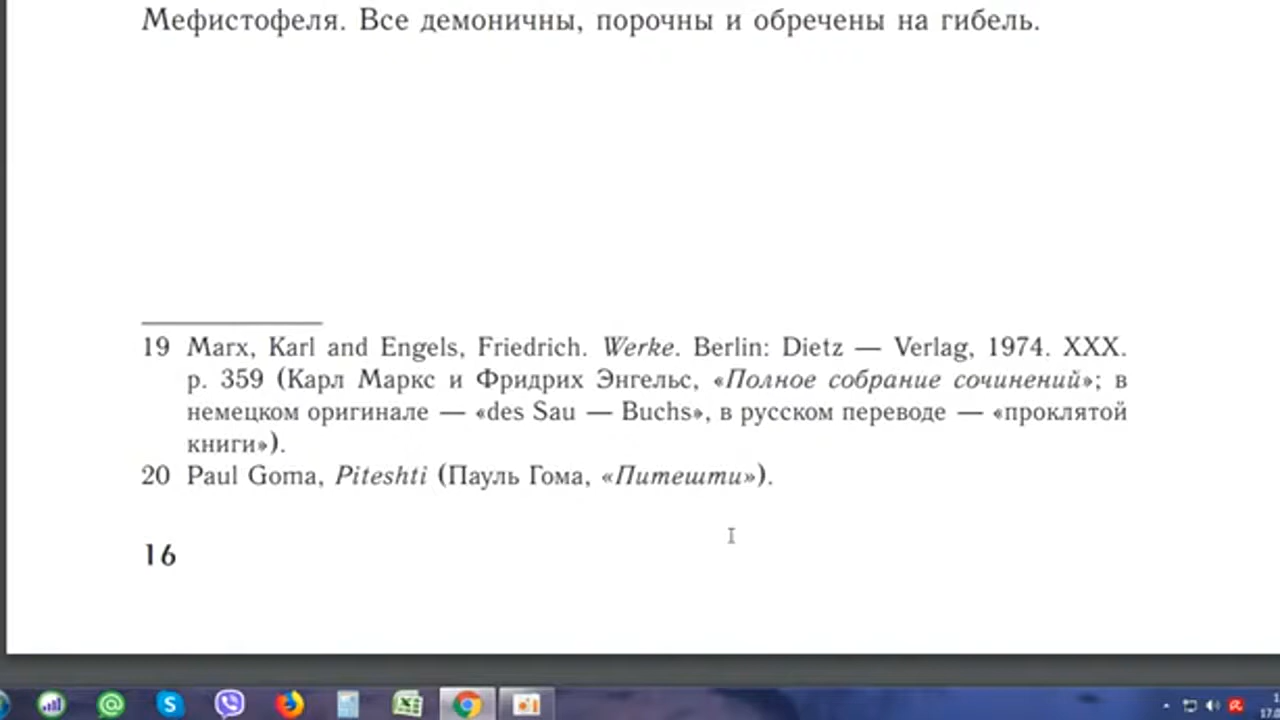 Мефистофеля. Все демоничны, порочны и обречены на гибель.
19 Marx, Karl and Engels, Friedrich. Werke. Berlin: Dietz — Verlag, 1974. XXX.
p. 359 (Карл Маркс и Фридрих Энгельс, «Полное собрание сочинений»; в
немецком оригинале — «des Sau — Buchs», в русском переводе — «проклятой
книги»).
20 Paul Goma, Piteshti (Пауль Гома, «Питешти»).
16